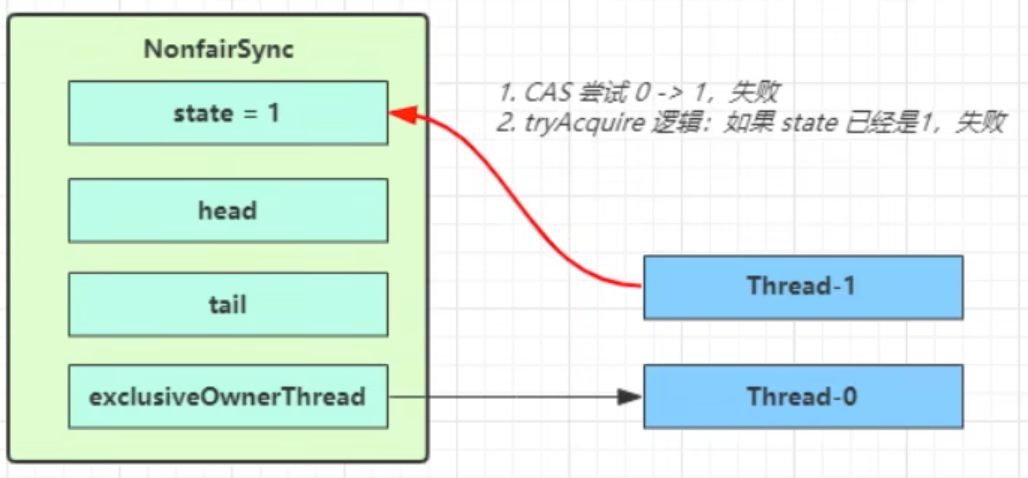 NonfairSync
state = 1
head
tail
exclusiveOwnerThread
1. CAS 尝试 0 -> 1，失败
2. tryAcquire 逻辑：如果 state 已经是1，失败
Thread-1
Thread-0